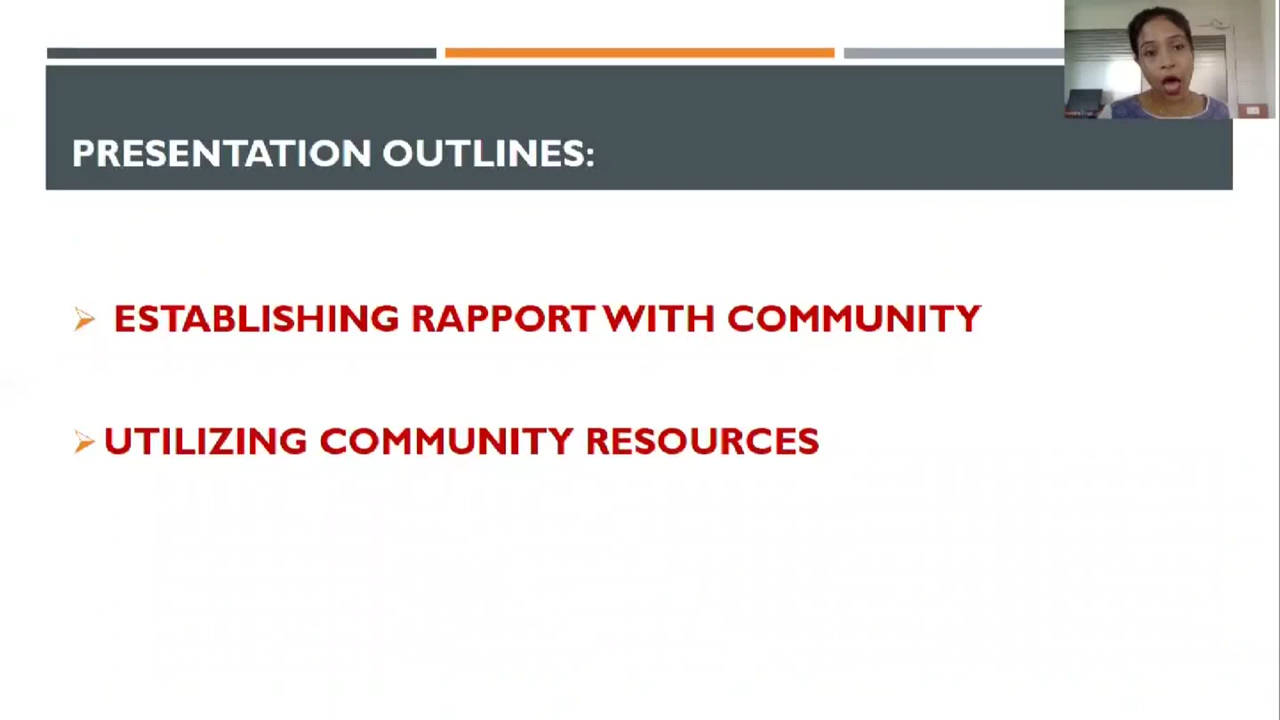 PRESENTATION OUTLINES:
ESTABLISHING RAPPORT WITH COMMUNITY
UTILIZING COMMUNITY RESOURCES